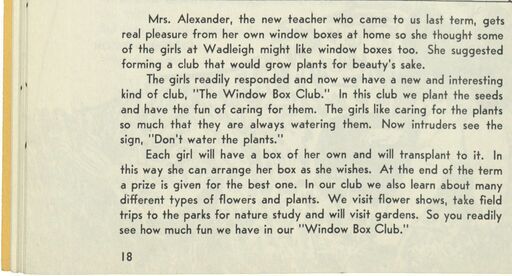 Mrs. Alexander, the new teacher who came to us last term, gets
real pleasure from her own window boxes at home so she thought some
of the girls at Wadleigh might like window boxes too. She suggested
forming a club that would grow plants for beauty's sake.
The girls readily responded and now we have a new and interesting
kind of club, "The Window Box Club." In this club we plant the seeds
and have the fun of caring for them. The girls like caring for the plants
so much that they are always watering them. Now intruders see the
sign, "Don't water the plants."
Each girl will have a box of her own and will transplant to it. In
this way she can arrange her box as she wishes. At the end of the term
a prize is given for the best one. In our club we also learn about many
different types of flowers and plants. We visit flower shows, take field
trips to the parks for nature study and will visit gardens. So you readily
see how much fun we have in our "Window Box Club."
18